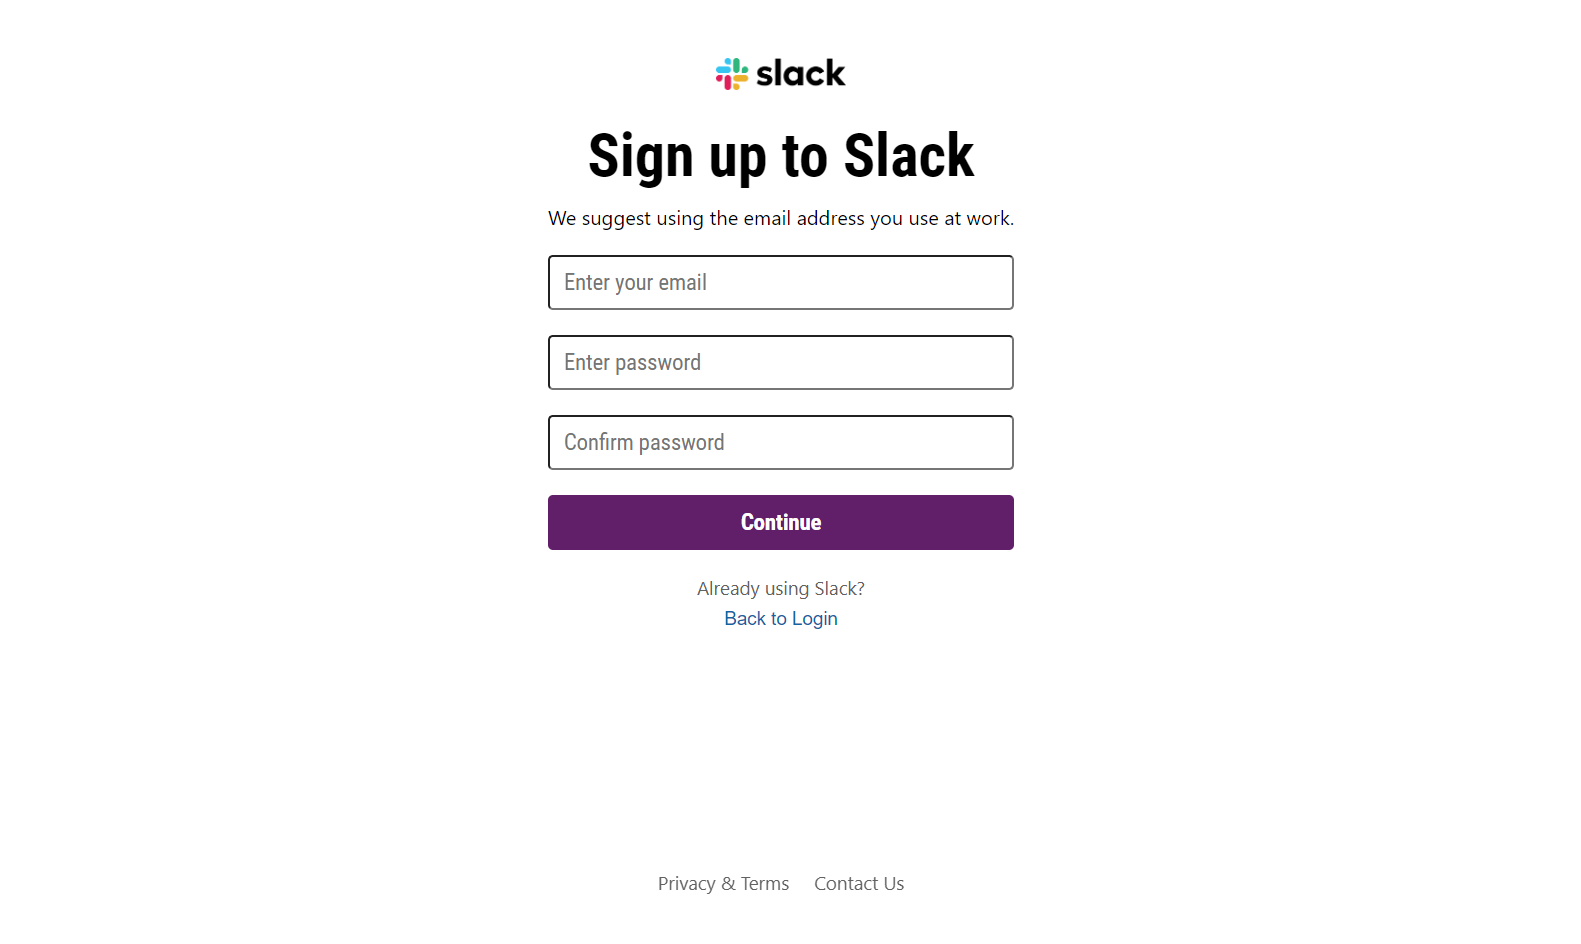 slack
Sign up to Slack
We suggest using the email address you use at work.
Enter your email
Enter password
Confirm password
Continue
Already using Slack?
Back to Login
Privacy & Terms Contact Us